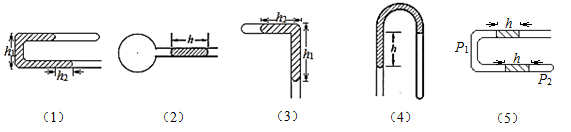 h₁
h₂
(1)
h
(2)
h₂
h₁
(3)
h
(4)
h
P₁
h
P₂
(5)